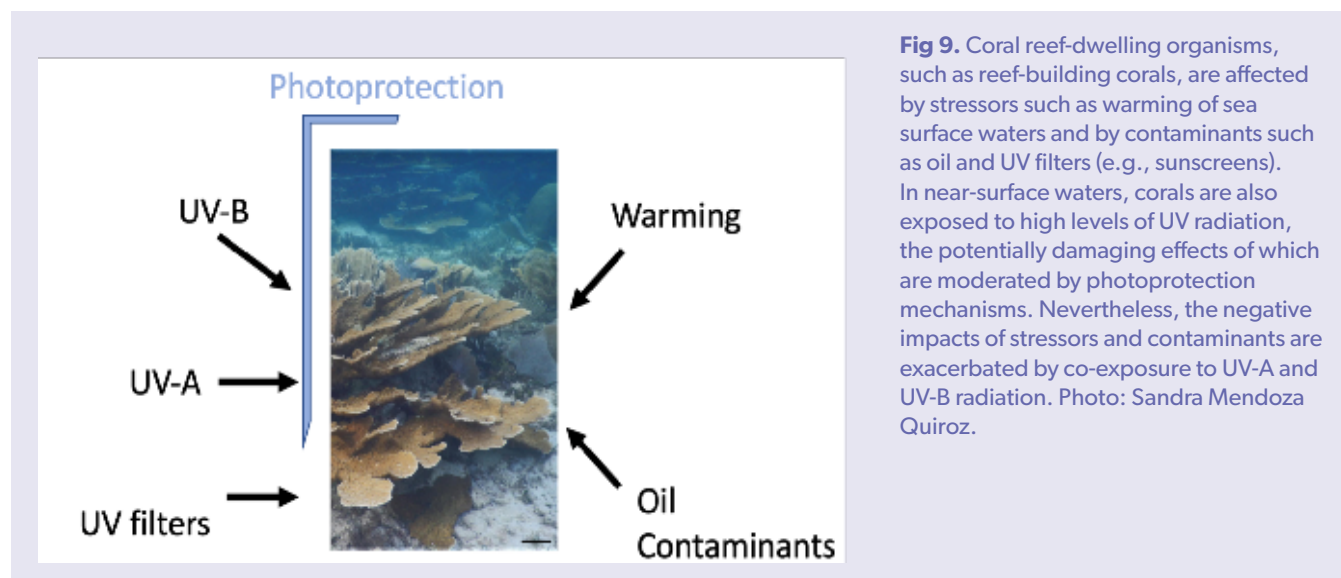 Photoprotection
UV-B
UV-A
UV filters
Warming
Oil
Contaminants
Fig 9. Coral reef-dwelling organisms,
such as reef-building corals, are affected
by stressors such as warming of sea
surface waters and by contaminants such
as oil and UV filters (e.g., sunscreens).
In near-surface waters, corals are also
exposed to high levels of UV radiation,
the potentially damaging effects of which
are moderated by photoprotection
mechanisms. Nevertheless, the negative
impacts of stressors and contaminants are
exacerbated by co-exposure to UV-A and
UV-B radiation. Photo: Sandra Mendoza
Quiroz.